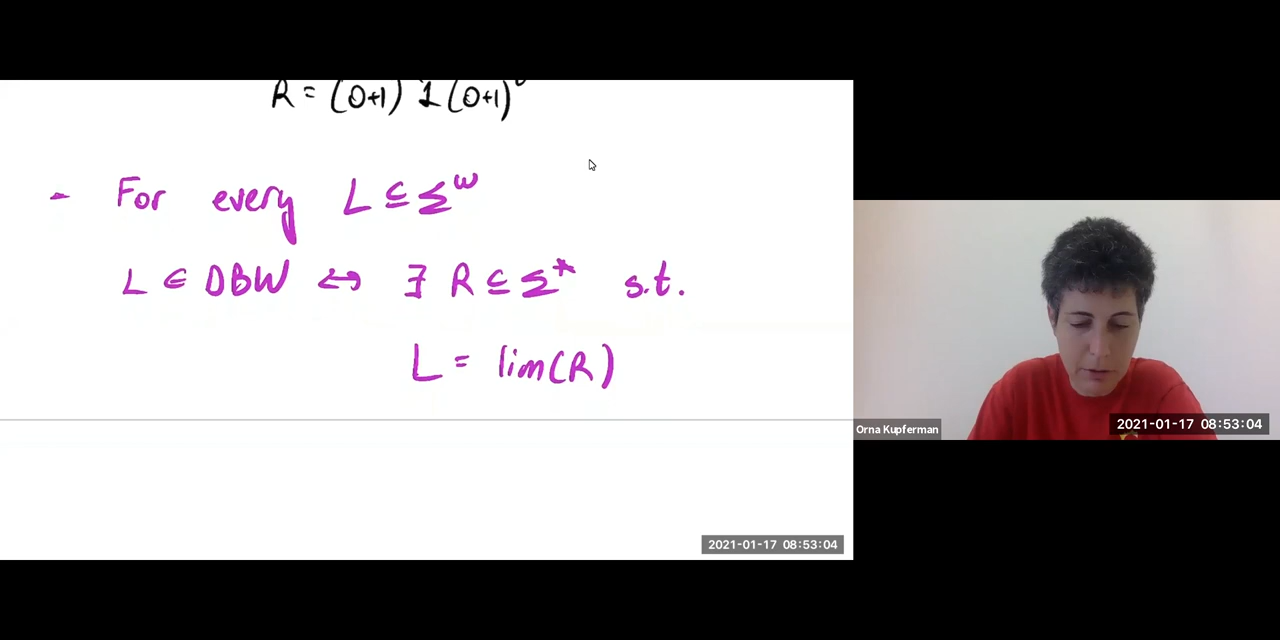 R = (0+1) 1 (0+1)
- For every L ⊆ Σ^ω
L ∈ DBW ↔ ∃ R ⊆ Σ* s.t.
L = lim(R)
Orna Kupferman
2021-01-17 08:53:04
2021-01-17 08:53:04